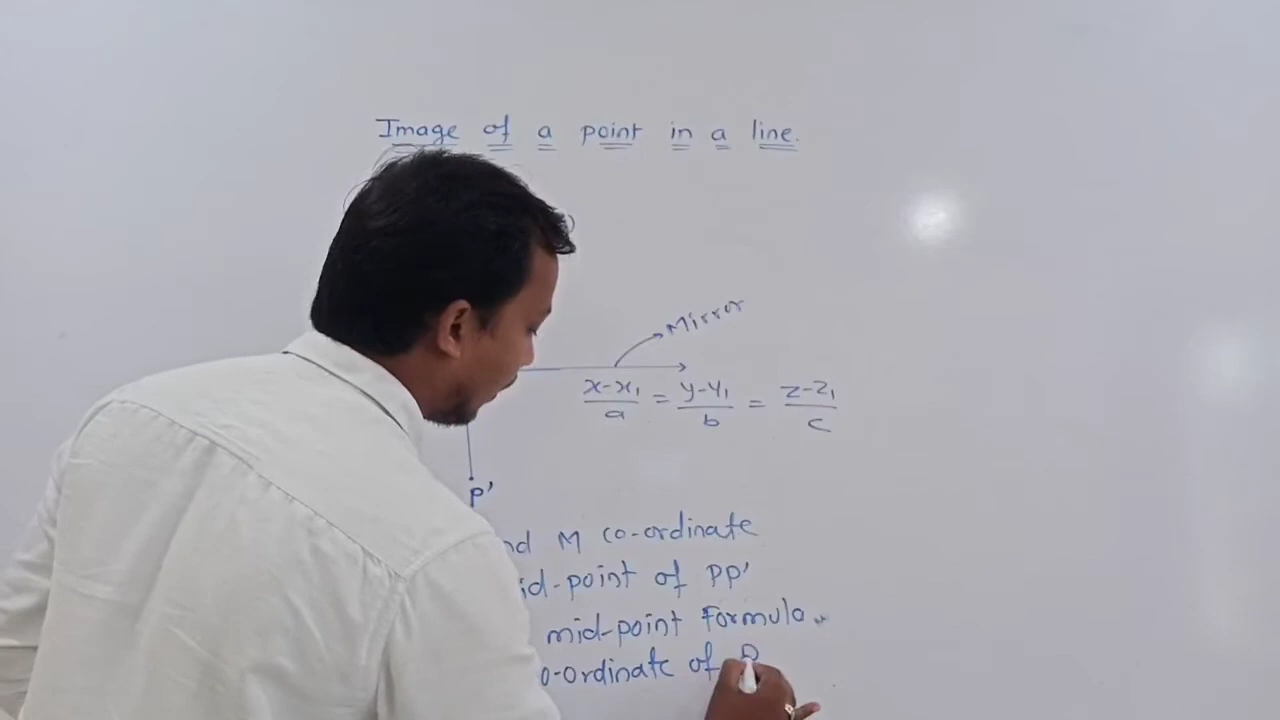 Image of a point in a line.
Mirror
x-x₁/a = y-y₁/b = z-z₁/c
P'
nd M co-ordinate
id-point of PP'
mid-point Formula.
o-ordinate of P